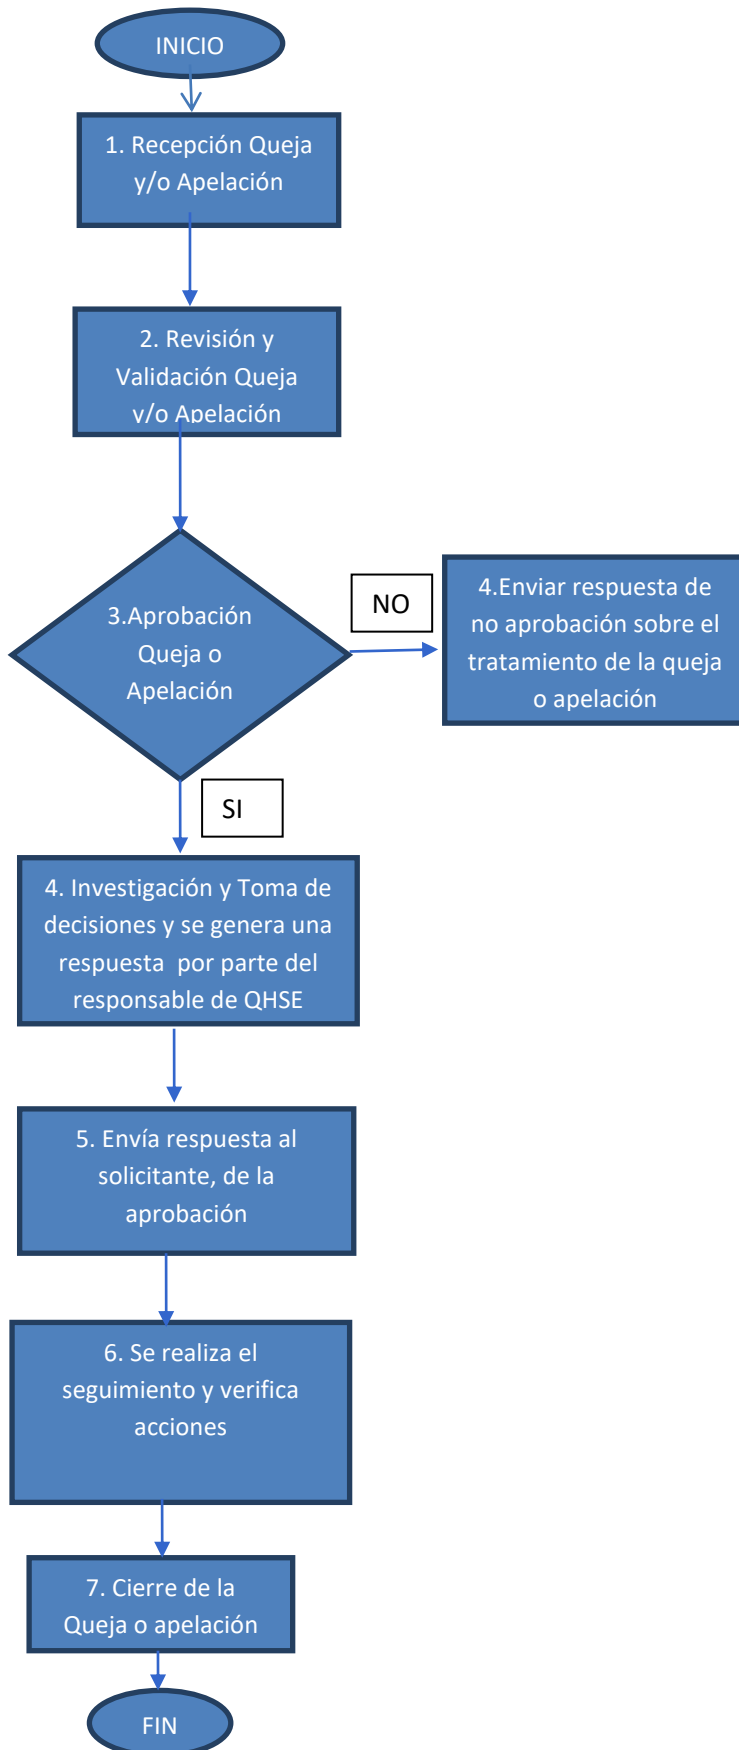 INICIO
1. Recepción Queja
y/o Apelación
2. Revisión y
Validación Queja
y/o Apelación
3.Aprobación
Queja o
Apelación
NO
4.Enviar respuesta de
no aprobación sobre el
tratamiento de la queja
o apelación
SI
4. Investigación y Toma de
decisiones y se genera una
respuesta  por parte del
responsable de QHSE
5. Envía respuesta al
solicitante, de la
aprobación
6. Se realiza el
seguimiento y verifica
acciones
7. Cierre de la
Queja o apelación
FIN